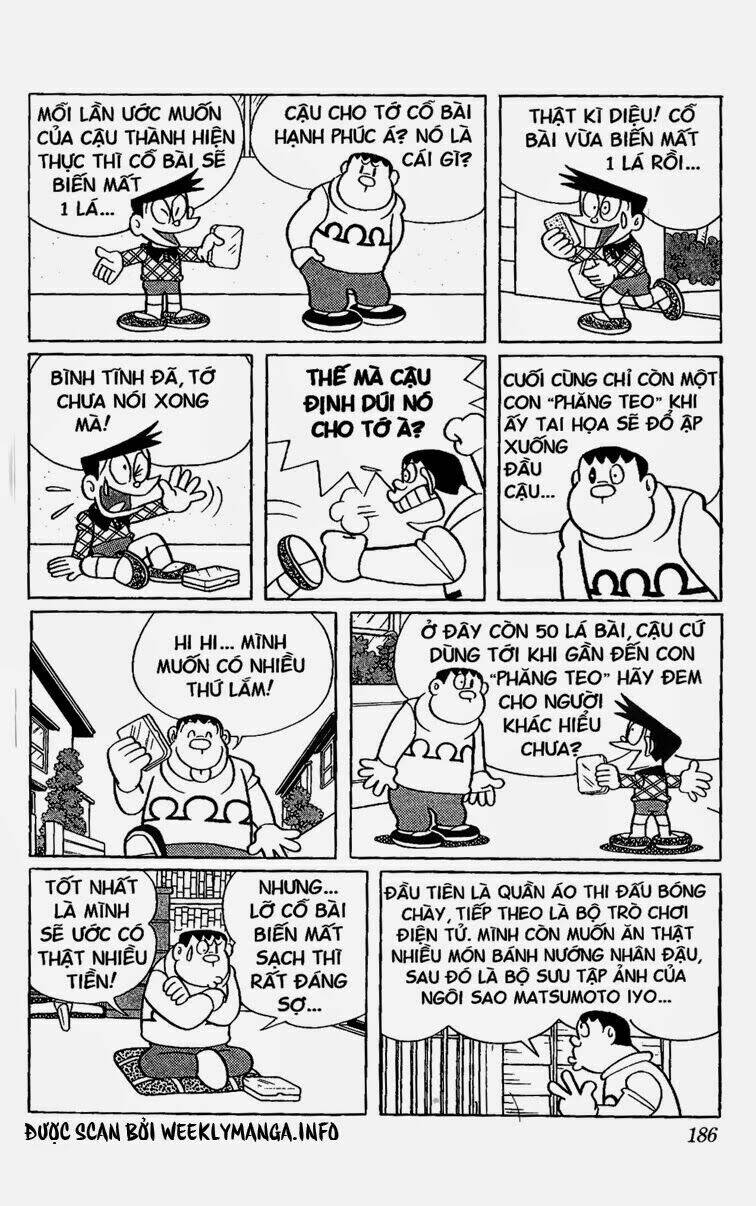 THẬT KÌ DIỆU! CỖ
BÀI VỪA BIẾN MẤT
1 LÁ RỒI...
CẬU CHO TỚ CỖ BÀI
HẠNH PHÚC Á? NÓ LÀ
CÁI GÌ?
MỖI LẦN ƯỚC MUỐN
CỦA CẬU THÀNH HIỆN
THỰC THÌ CỖ BÀI SẼ
BIẾN MẤT
1 LÁ...
CUỐI CÙNG CHỈ CÒN MỘT
CON “PHĂNG TEO” KHI
ẤY TAI HỌA SẼ ĐỔ ẬP
XUỐNG
ĐẦU
CẬU...
THẾ MÀ CẬU
ĐỊNH DÚI NÓ
CHO TỚ À?
BÌNH TĨNH ĐÃ, TỚ
CHƯA NÓI XONG
MÀ!
Ở ĐÂY CÒN 50 LÁ BÀI, CẬU CỨ
DÙNG TỚI KHI GẦN ĐẾN CON
“PHĂNG TEO” HÃY ĐEM
CHO NGƯỜI
KHÁC HIỂU
CHƯA?
HI HI... MÌNH
MUỐN CÓ NHIỀU
THỨ LẮM!
ĐẦU TIÊN LÀ QUẦN ÁO THI ĐẤU BÓNG
CHÀY, TIẾP THEO LÀ BỘ TRÒ CHƠI
ĐIỆN TỬ. MÌNH CÒN MUỐN ĂN THẬT
NHIỀU MÓN BÁNH NƯỚNG NHÂN ĐẬU,
SAU ĐÓ LÀ BỘ SƯU TẬP ẢNH CỦA
NGÔI SAO MATSUMOTO IYO...
NHƯNG...
LỠ CỖ BÀI
BIẾN MẤT
SẠCH THÌ
RẤT ĐÁNG
SỢ...
TỐT NHẤT
LÀ MÌNH
SẼ ƯỚC CÓ
THẬT NHIỀU
TIỀN!
ĐƯỢC SCAN BỞI WEEKLYMANGA.INFO
186